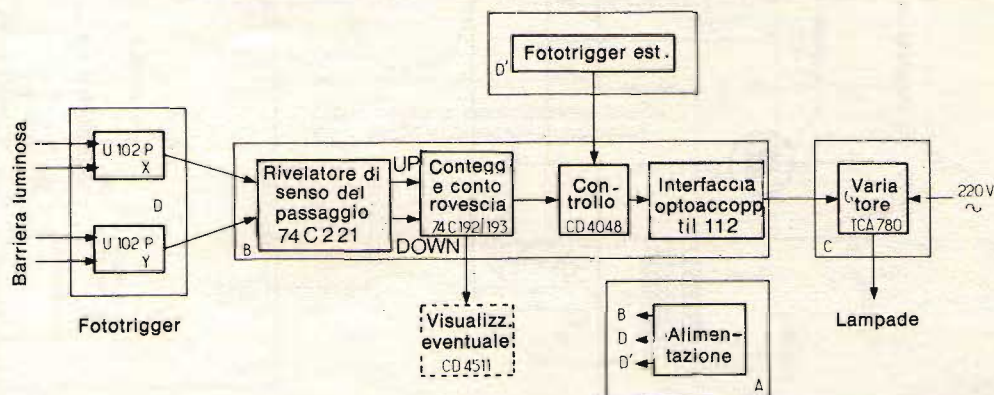 Fototrigger est.
D'
Barriera luminosa
U 102 P
X
D
U 102 P
Y
Fototrigger
Rivelatore di
senso del
passaggio
74C221
B
UP
DOWN
Contegg
e conto
rovescia
74C192/193
Con-
trollo
CD4048
Interfaccia
optoaccopp
til 112
Varia
tore
TCA780
C
220V
~
Lampade
Visualizz.
eventuale
CD4511
B
D
D'
Alimen-
tazione
A